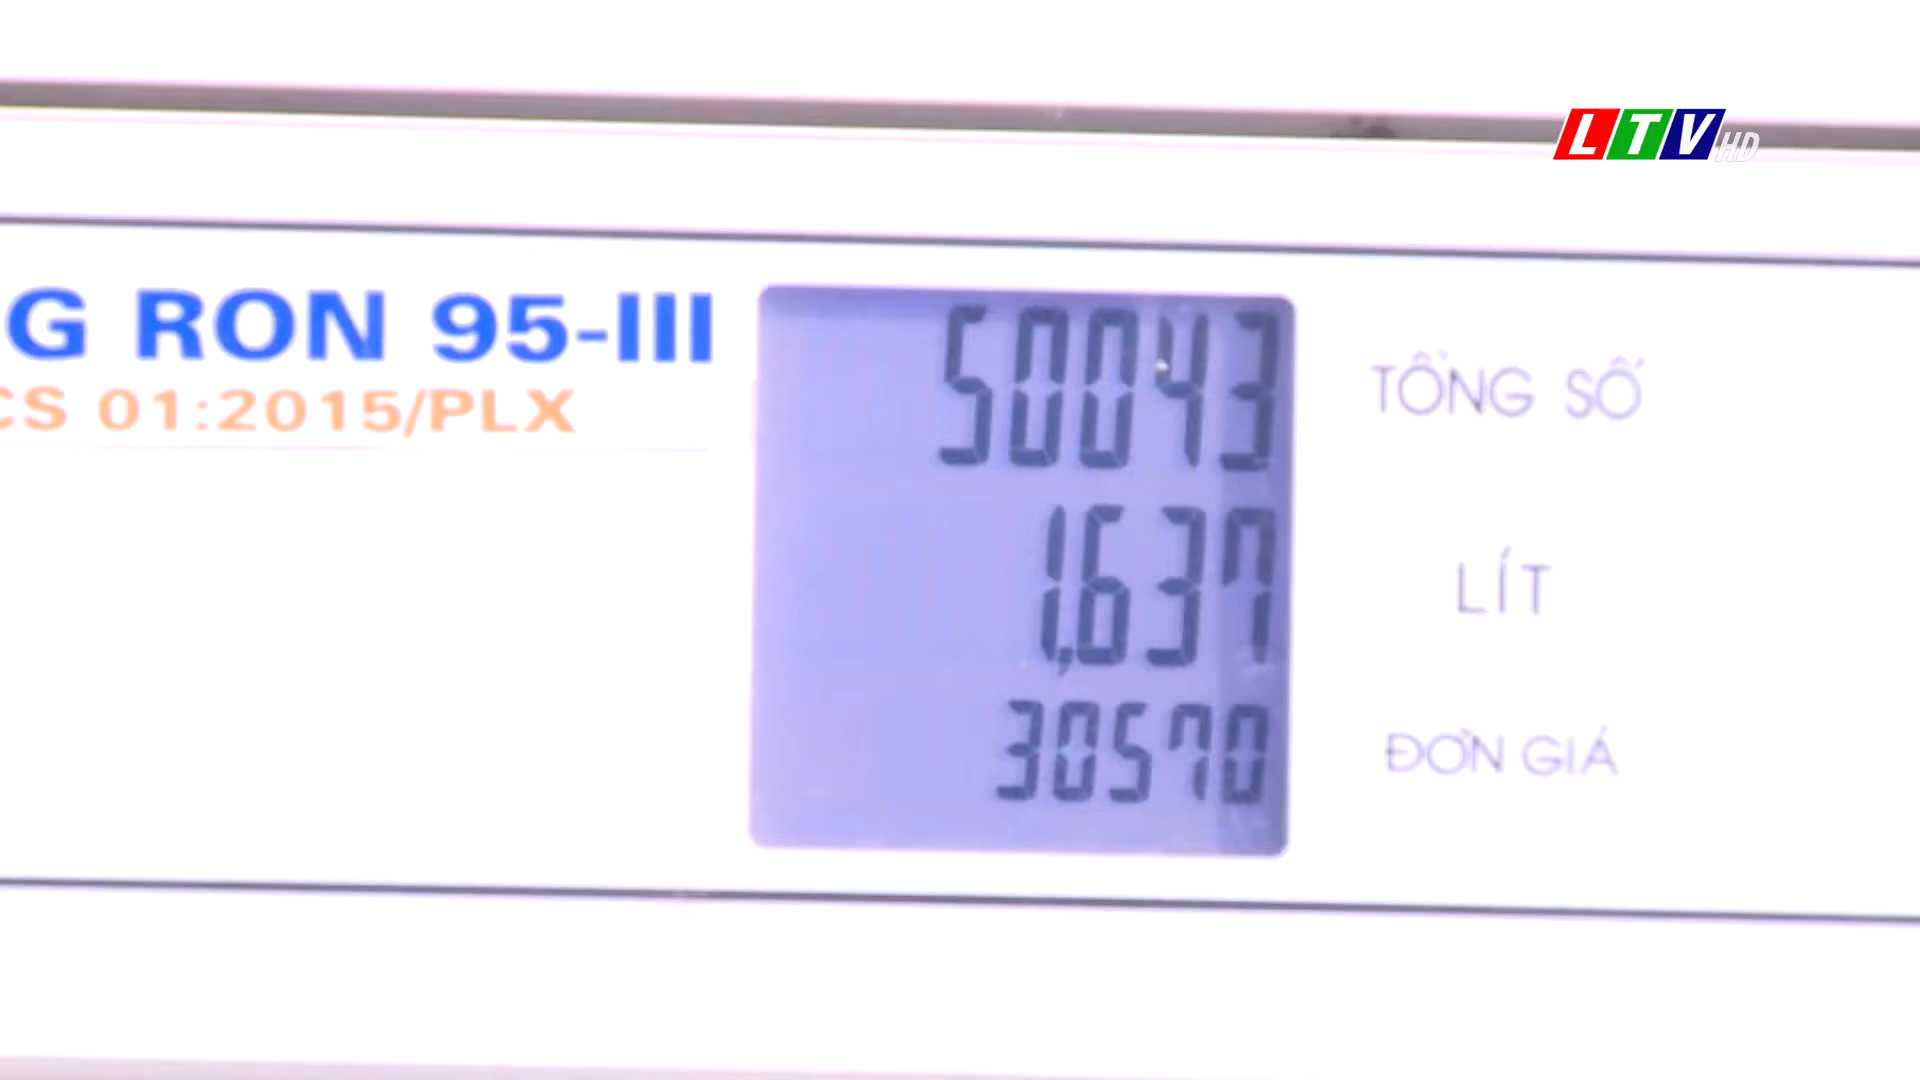 LTV HD
G RON 95-III
CS 01:2015/PLX
50043 TỔNG SỐ
1,637 LÍT
30570 ĐƠN GIÁ